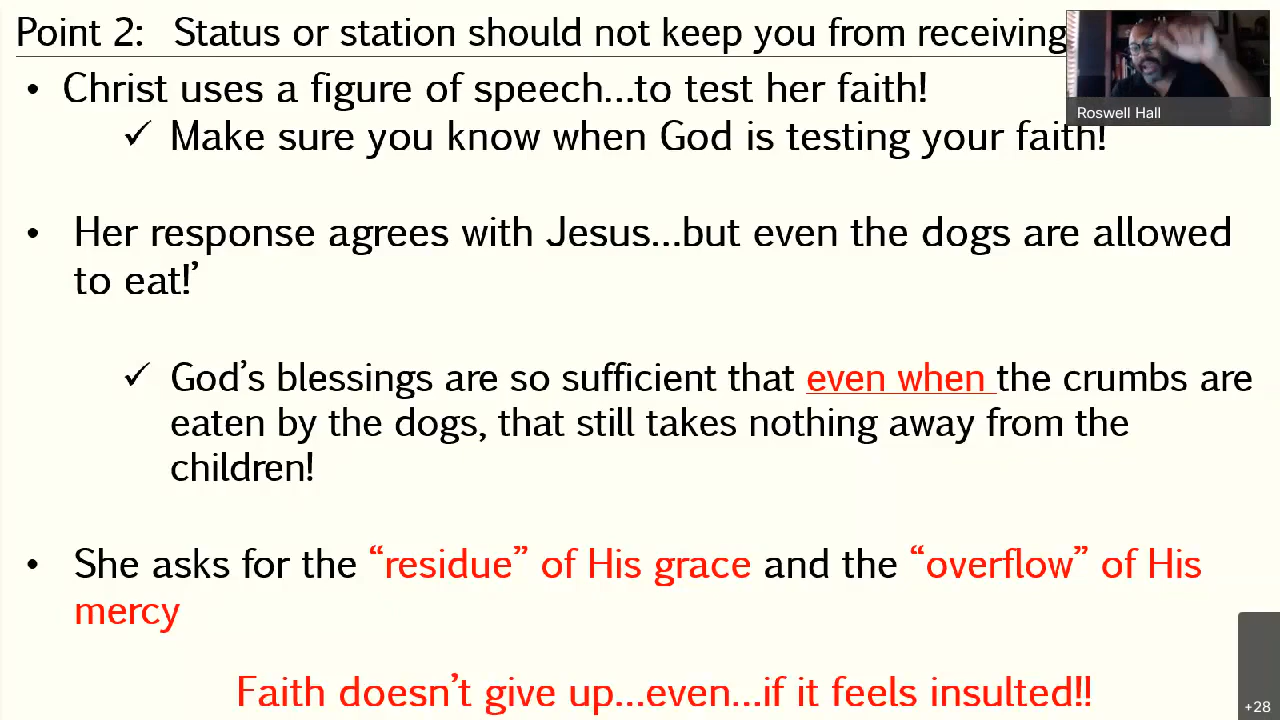 Point 2: Status or station should not keep you from receiving
Roswell Hall
• Christ uses a figure of speech...to test her faith!
✓ Make sure you know when God is testing your faith!
• Her response agrees with Jesus...but even the dogs are allowed
to eat!’
✓ God’s blessings are so sufficient that even when the crumbs are
eaten by the dogs, that still takes nothing away from the
children!
• She asks for the “residue” of His grace and the “overflow” of His
mercy
Faith doesn’t give up...even...if it feels insulted!!
+28